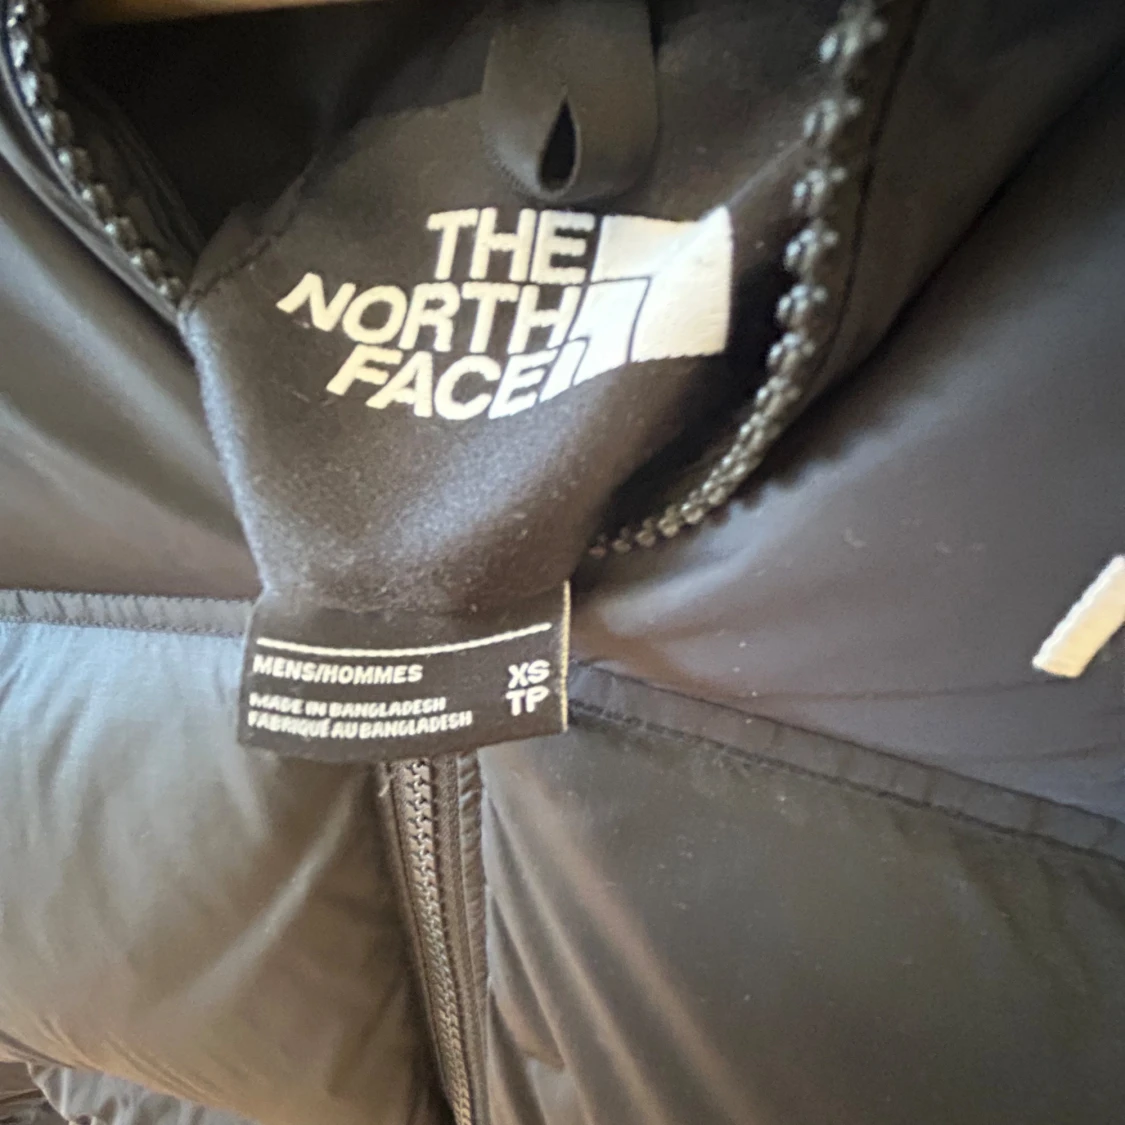 THE
NORTH
FACE
MENS/HOMMES
XS
TP
MADE IN BANGLADESH
FABRIQUÉ AU BANGLADESH